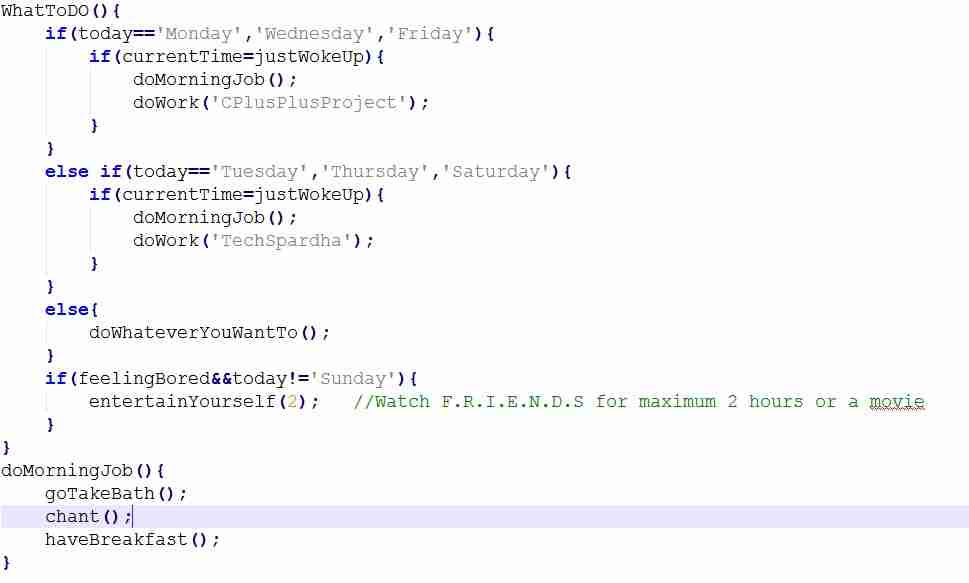 WhatToDO(){
    if(today=='Monday','Wednesday','Friday'){
        if(currentTime=justWokeUp){
            doMorningJob();
            doWork('CPlusPlusProject');
        }
    }
    else if(today=='Tuesday','Thursday','Saturday'){
        if(currentTime=justWokeUp){
            doMorningJob();
            doWork('TechSpardha');
        }
    }
    else{
        doWhateverYouWantTo();
    }
    if(feelingBored&&today!='Sunday'){
        entertainYourself(2);   //Watch F.R.I.E.N.D.S for maximum 2 hours or a movie
    }
}
doMorningJob(){
    goTakeBath();
    chant();
    haveBreakfast();
}